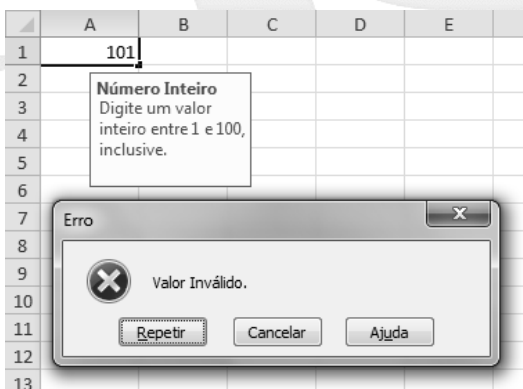 A B C D E
1 101
2
Número Inteiro
3
Digite um valor
4
inteiro entre 1 e 100,
5
inclusive.
6
7
Erro
8
9
Valor Inválido.
10
11
Repetir Cancelar Ajuda
12
13